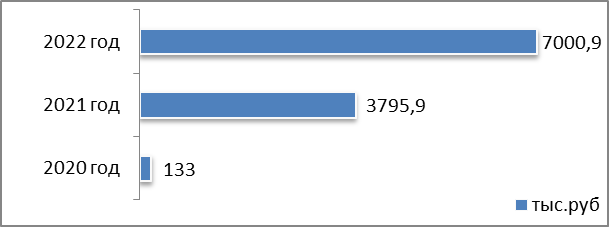 2022 год 7000,9
2021 год 3795,9
2020 год 133
тыс.руб